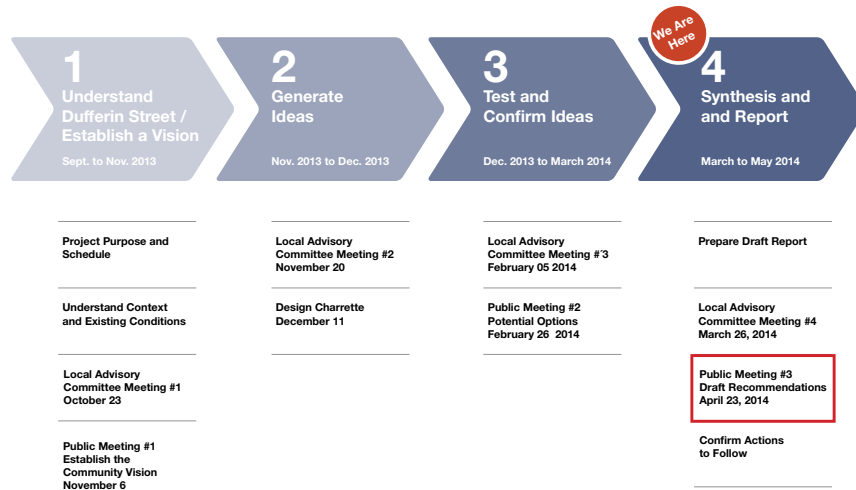 We Are
Here
1
Understand
Dufferin Street /
Establish a Vision
Sept. to Nov. 2013
2
Generate
Ideas
Nov. 2013 to Dec. 2013
3
Test and
Confirm Ideas
Dec. 2013 to March 2014
4
Synthesis and
and Report
March to May 2014
Project Purpose and
Schedule
Understand Context
and Existing Conditions
Local Advisory
Committee Meeting #1
October 23
Public Meeting #1
Establish the
Community Vision
November 6
Local Advisory
Committee Meeting #2
November 20
Design Charrette
December 11
Local Advisory
Committee Meeting #´3
February 05 2014
Public Meeting #2
Potential Options
February 26 2014
Prepare Draft Report
Local Advisory
Committee Meeting #4
March 26, 2014
Public Meeting #3
Draft Recommendations
April 23, 2014
Confirm Actions
to Follow